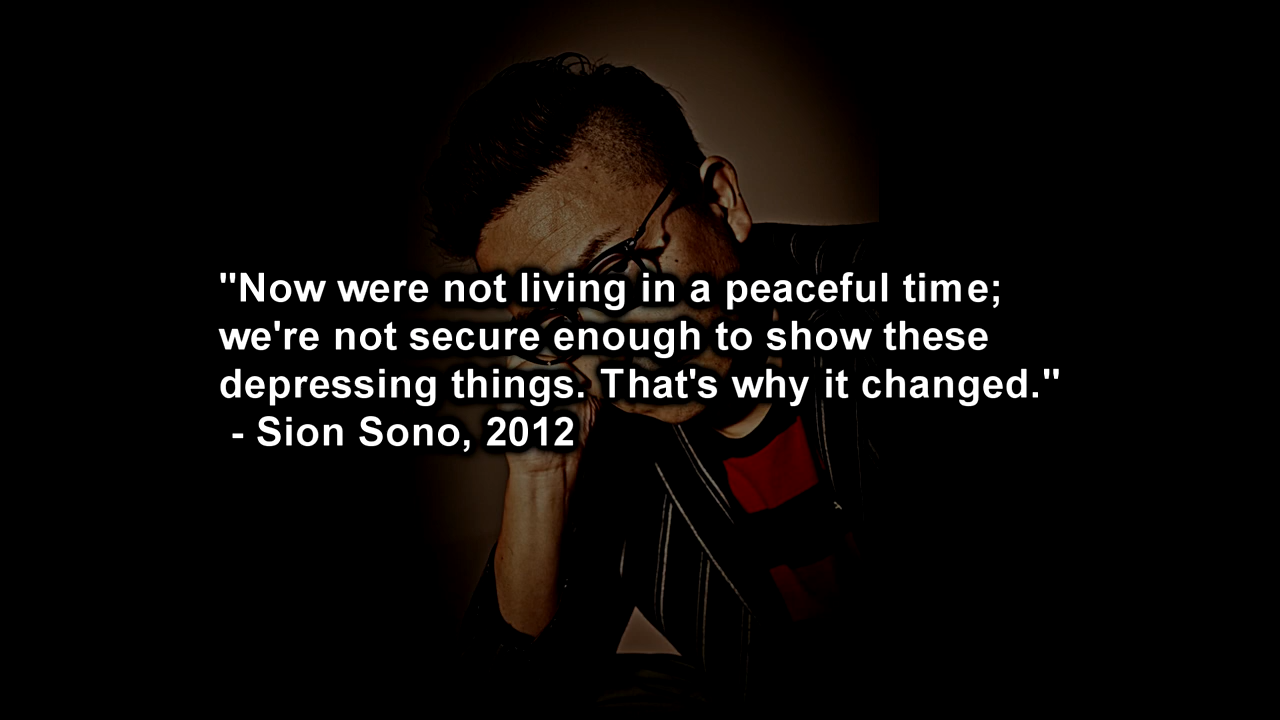 "Now were not living in a peaceful time;
we're not secure enough to show these
depressing things. That's why it changed."
- Sion Sono, 2012